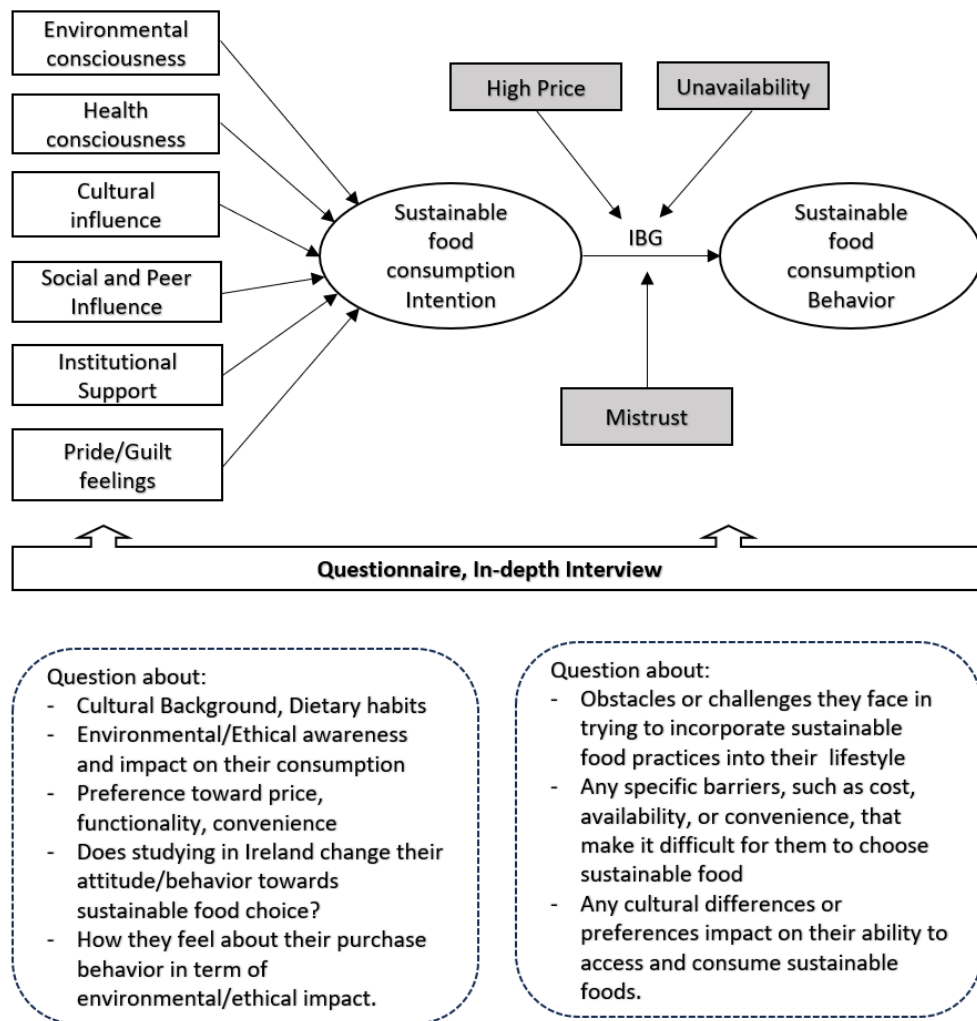 Environmental
consciousness
Health
consciousness
Cultural
influence
Social and Peer
Influence
Institutional
Support
Pride/Guilt
feelings
High Price
Unavailability
Sustainable
food
consumption
Intention
IBG
Sustainable
food
consumption
Behavior
Mistrust
Questionnaire, In-depth Interview
Question about:
- Cultural Background, Dietary habits
- Environmental/Ethical awareness
and impact on their consumption
- Preference toward price,
functionality, convenience
- Does studying in Ireland change their
attitude/behavior towards
sustainable food choice?
- How they feel about their purchase
behavior in term of
environmental/ethical impact.
Question about:
- Obstacles or challenges they face in
trying to incorporate sustainable
food practices into their lifestyle
- Any specific barriers, such as cost,
availability, or convenience, that
make it difficult for them to choose
sustainable food
- Any cultural differences or
preferences impact on their ability to
access and consume sustainable
foods.